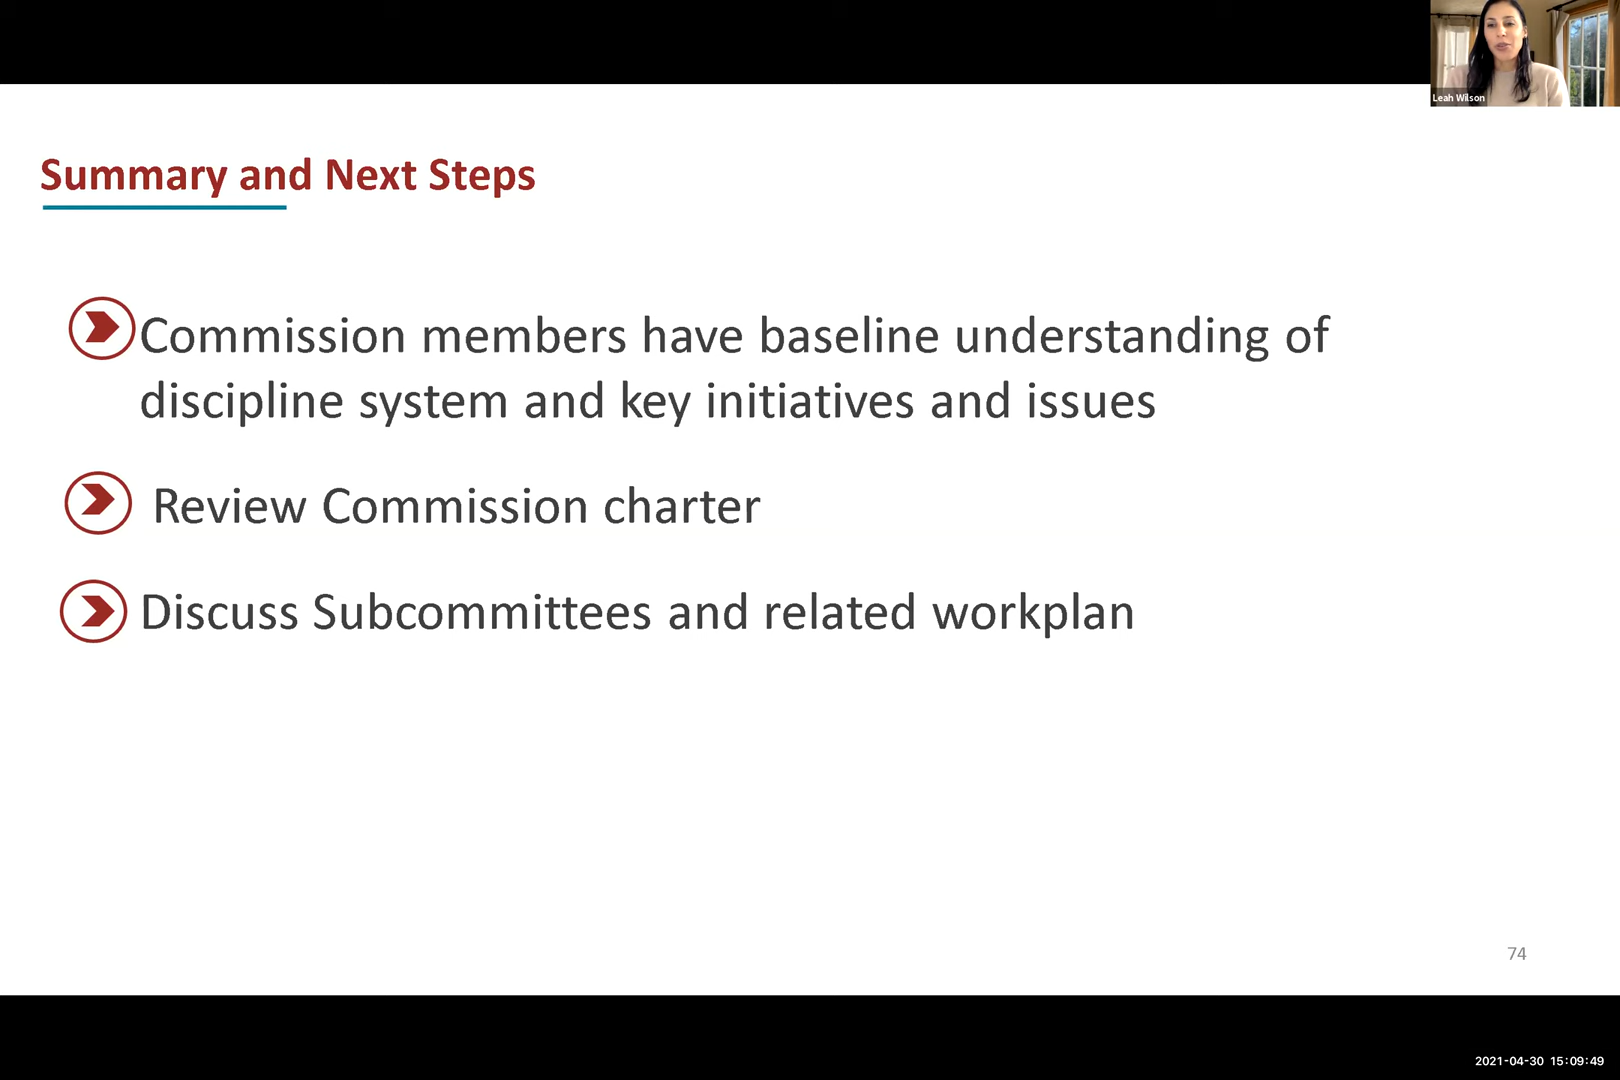 Leah Wilson
Summary and Next Steps
Commission members have baseline understanding of
discipline system and key initiatives and issues
Review Commission charter
Discuss Subcommittees and related workplan
74
2021-04-30 15:09:49